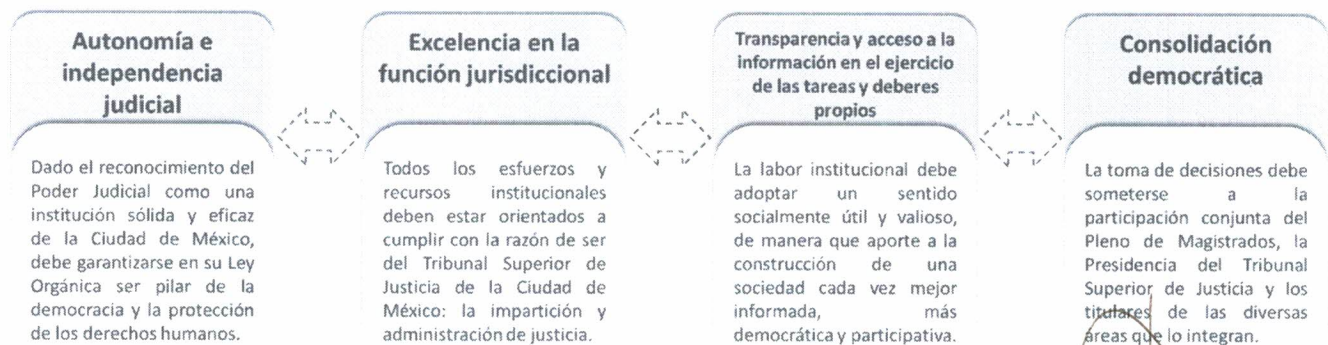 Autonomía e
independencia
judicial
Dado el reconocimiento del
Poder Judicial como una
institución sólida y eficaz
de la Ciudad de México,
debe garantizarse en su Ley
Orgánica ser pilar de la
democracia y la protección
de los derechos humanos.
Excelencia en la
función jurisdiccional
Todos los esfuerzos y
recursos institucionales
deben estar orientados a
cumplir con la razón de ser
del Tribunal Superior de
Justicia de la Ciudad de
México: la impartición y
administración de justicia.
Transparencia y acceso a la
información en el ejercicio
de las tareas y deberes
propios
La labor institucional debe
adoptar un sentido
socialmente útil y valioso,
de manera que aporte a la
construcción de una
sociedad cada vez mejor
informada, más
democrática y participativa.
Consolidación
democrática
La toma de decisiones debe
someterse a la
participación conjunta del
Pleno de Magistrados, la
Presidencia del Tribunal
Superior de Justicia y los
titulares de las diversas
áreas que lo integran.